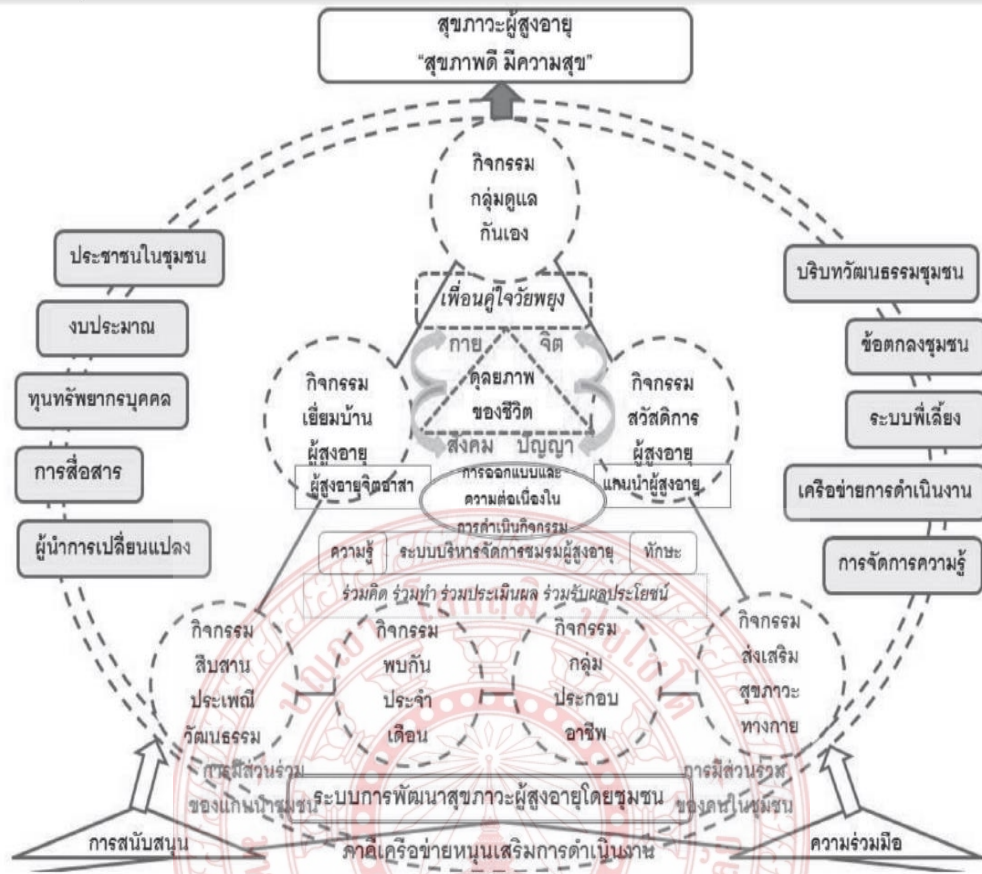 สุขภาวะผู้สูงอายุ
“สุขภาพดี มีความสุข”
กิจกรรม
กลุ่มดูแล
กันเอง
ประชาชนในชุมชน
งบประมาณ
ทุนทรัพยากรบุคคล
การสื่อสาร
ผู้นำการเปลี่ยนแปลง
บริบทวัฒนธรรมชุมชน
ข้อตกลงชุมชน
ระบบพี่เลี้ยง
เครือข่ายการดำเนินงาน
การจัดการความรู้
เพื่อนคู่ใจวัยพยุง
กาย จิต
ดุลยภาพ
ของชีวิต
สังคม ปัญญา
กิจกรรม
เยี่ยมบ้าน
ผู้สูงอายุ
ผู้สูงอายุจิตอาสา
กิจกรรม
สวัสดิการ
ผู้สูงอายุ
แกนนำผู้สูงอายุ
การออกแบบและ
ความต่อเนื่องใน
การดำเนินกิจกรรม
ความรู้ ระบบบริหารจัดการชมรมผู้สูงอายุ ทักษะ
ร่วมคิด ร่วมทำ ร่วมประเมินผล ร่วมรับผลประโยชน์
กิจกรรม
สืบสาน
ประเพณี
วัฒนธรรม
กิจกรรม
พบกัน
ประจำ
เดือน
กิจกรรม
กลุ่ม
ประกอบ
อาชีพ
กิจกรรม
ส่งเสริม
สุขภาวะ
ทางกาย
การมีส่วนร่วม
ของแกนนำชุมชน
การมีส่วนร่วม
ของคนในชุมชน
ระบบการพัฒนาสุขภาวะผู้สูงอายุโดยชุมชน
การสนับสนุน
ภาคีเครือข่ายหนุนเสริมการดำเนินงาน
ความร่วมมือ